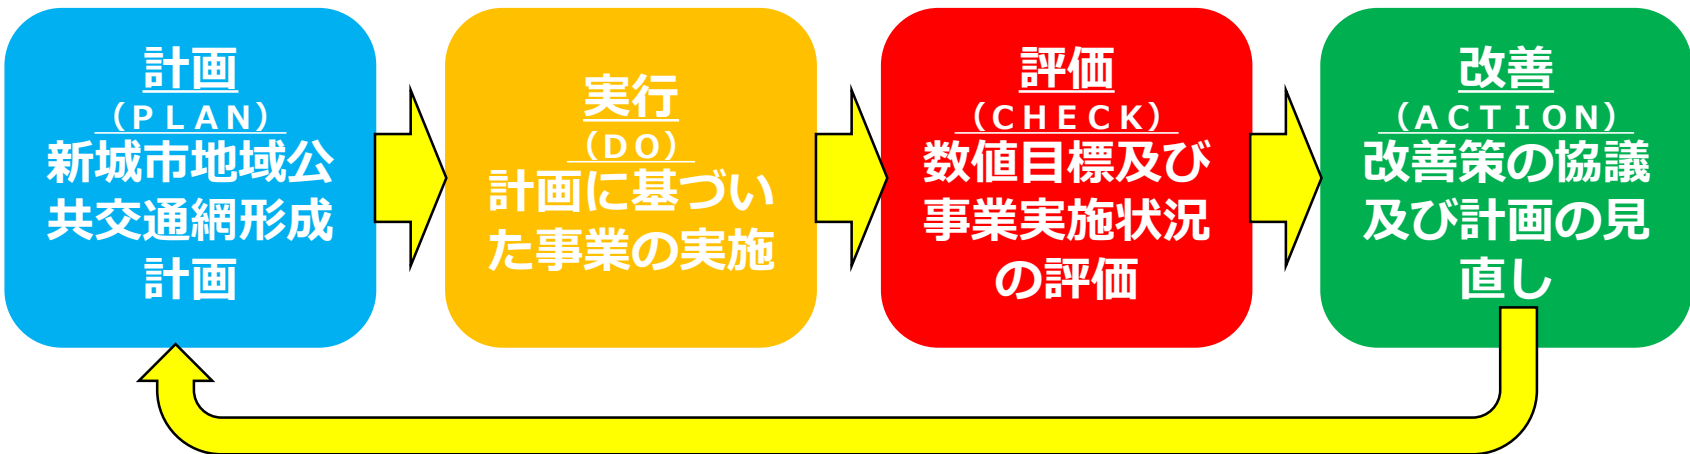 計画
（ＰＬＡＮ）
新城市地域公
共交通網形成
計画
実行
（ＤＯ）
計画に基づい
た事業の実施
評価
（ＣＨＥＣＫ）
数値目標及び
事業実施状況
の評価
改善
（ＡＣＴＩＯＮ）
改善策の協議
及び計画の見
直し